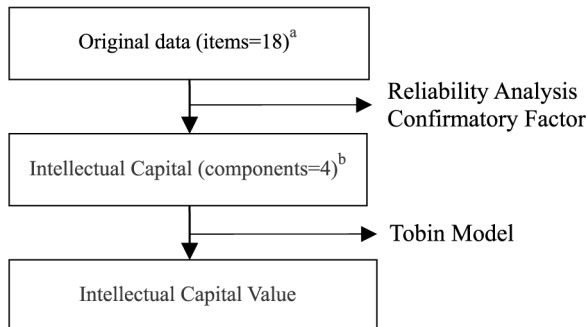 Original data (items=18)ᵃ
Reliability Analysis
Confirmatory Factor
Intellectual Capital (components=4)ᵇ
Tobin Model
Intellectual Capital Value